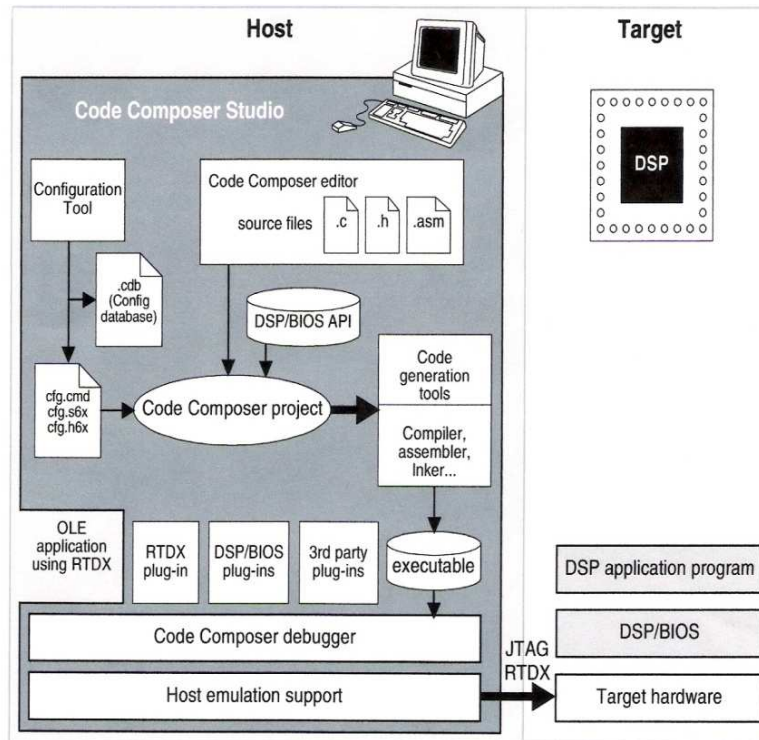 Host
Target
Code Composer Studio
DSP
Configuration
Tool
Code Composer editor
source files
.c
.h
.asm
.cdb
(Config
database)
DSP/BIOS API
cfg.cmd
cfg.s6x
cfg.h6x
Code Composer project
Code
generation
tools
Compiler,
assembler,
lnker...
OLE
application
using RTDX
RTDX
plug-in
DSP/BIOS
plug-ins
3rd party
plug-ins
executable
DSP application program
Code Composer debugger
DSP/BIOS
JTAG
RTDX
Host emulation support
Target hardware